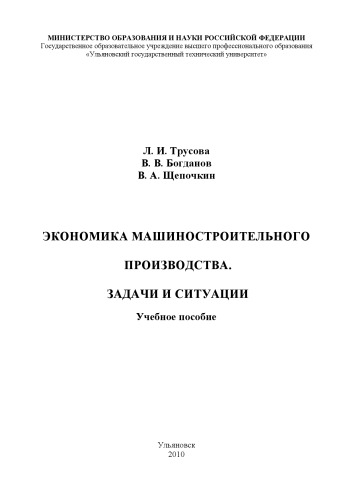 МИНИСТЕРСТВО ОБРАЗОВАНИЯ И НАУКИ РОССИЙСКОЙ ФЕДЕРАЦИИ
Государственное образовательное учреждение высшего профессионального образования
«Ульяновский государственный технический университет»
Л. И. Трусова
В. В. Богданов
В. А. Щепочкин
ЭКОНОМИКА МАШИНОСТРОИТЕЛЬНОГО
ПРОИЗВОДСТВА.
ЗАДАЧИ И СИТУАЦИИ
Учебное пособие
Ульяновск
2010